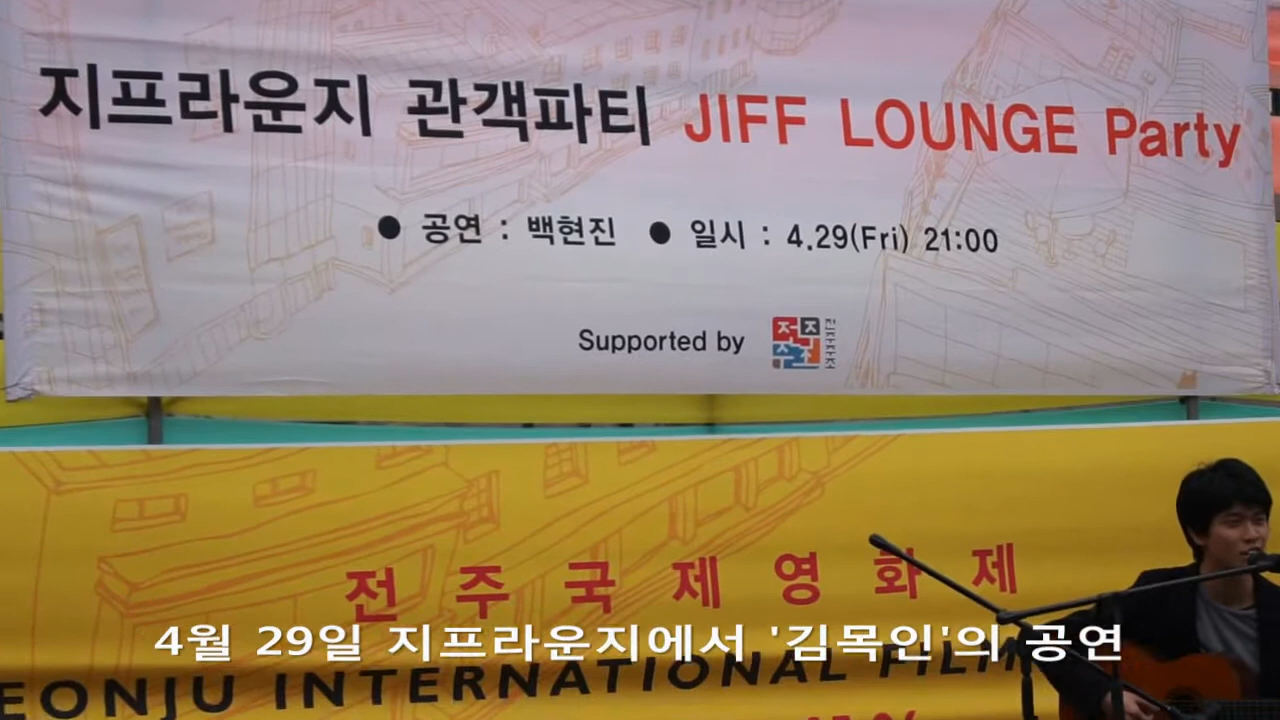 지프라운지 관객파티 JIFF LOUNGE Party
● 공연 : 백현진 ● 일시 : 4.29(Fri) 21:00
Supported by
전주국제영화제
4월 29일 지프라운지에서 '김목인'의 공연
EONJU INTERNATIONAL FILM